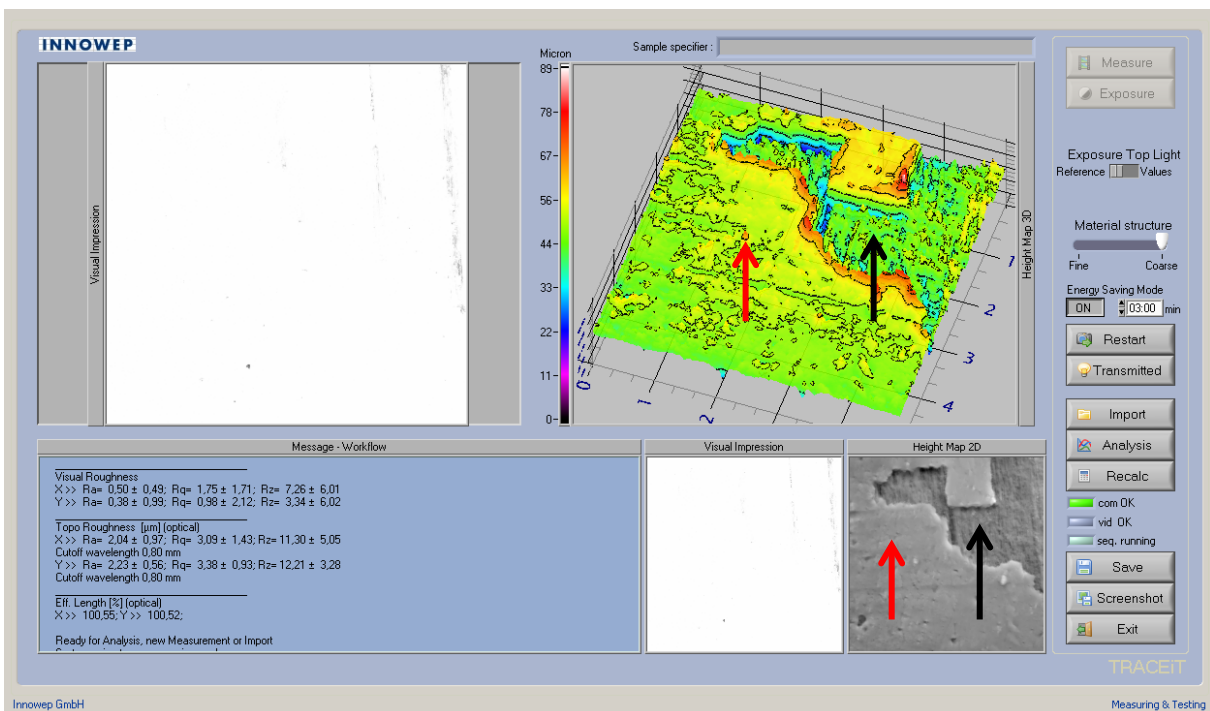 INNOWEP
Visual Impression
Micron
89-
78-
67-
56-
44-
33-
22-
11-
0-
Sample specifier :
0
1
2
1
2
3
4
Height Map 3D
Measure
Exposure
Exposure Top Light
Reference Values
Material structure
Fine Coarse
Energy Saving Mode
ON 03:00 min
Restart
Transmitted
Import
Analysis
Recalc
com OK
vid OK
seq. running
Save
Screenshot
Exit
TRACEiT
Message - Workflow
Visual Roughness
X >> Ra= 0,50 ± 0,49; Rq= 1,75 ± 1,71; Rz= 7,26 ± 6,01
Y >> Ra= 0,38 ± 0,99; Rq= 0,98 ± 2,12; Rz= 3,34 ± 6,02
Topo Roughness [µm] (optical)
X >> Ra= 2,04 ± 0,97; Rq= 3,09 ± 1,43; Rz= 11,30 ± 5,05
Cutoff wavelength 0,80 mm
Y >> Ra= 2,23 ± 0,56; Rq= 3,38 ± 0,93; Rz= 12,21 ± 3,28
Cutoff wavelength 0,80 mm
Eff. Length [%] (optical)
X >> 100,55; Y >> 100,52;
Ready for Analysis, new Measurement or Import
Visual Impression
Height Map 2D
Innowep GmbH
Measuring & Testing